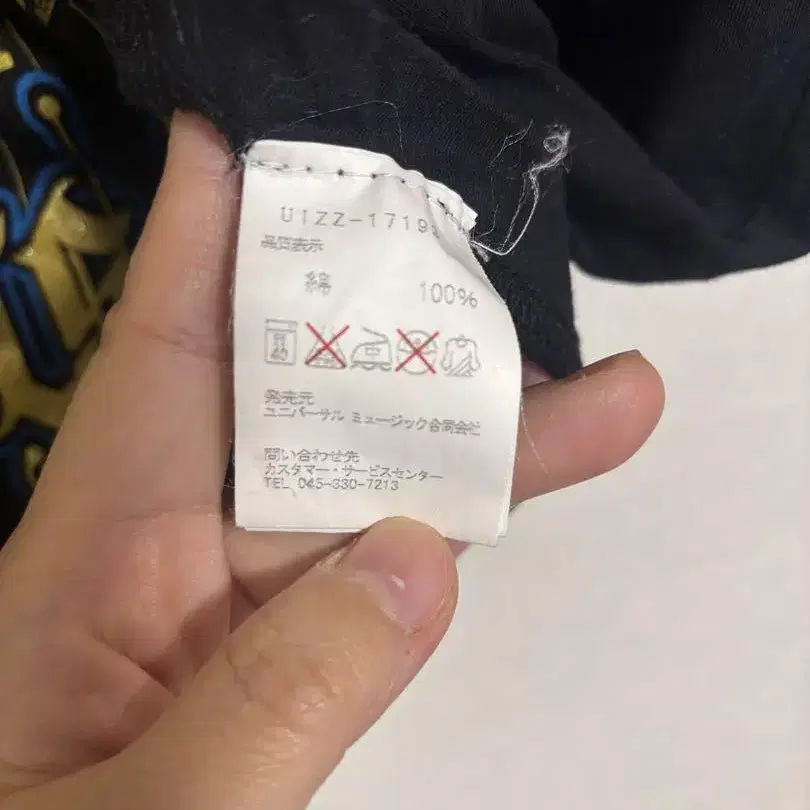 品質表示
綿 100%
40
発売元
ユニバーサル ミュージック合同会社
問い合わせ先
カスタマー・サービスセンター
TEL 045-330-7213